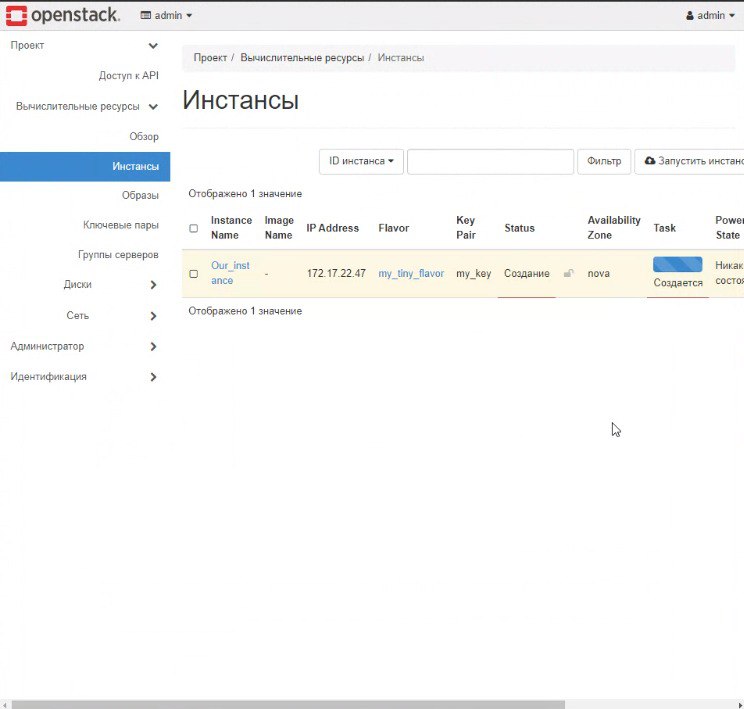 openstack. admin admin
Проект
Доступ к API
Вычислительные ресурсы
Обзор
Инстансы
Образы
Ключевые пары
Группы серверов
Диски
Сеть
Администратор
Идентификация
Проект / Вычислительные ресурсы / Инстансы
Инстансы
ID инстанса Фильтр Запустить инстанс
Отображено 1 значение
Instance Name Image Name IP Address Flavor Key Pair Status Availability Zone Task Power State
Our_instance - 172.17.22.47 my_tiny_flavor my_key Создание nova Создается Никак состоя
Отображено 1 значение